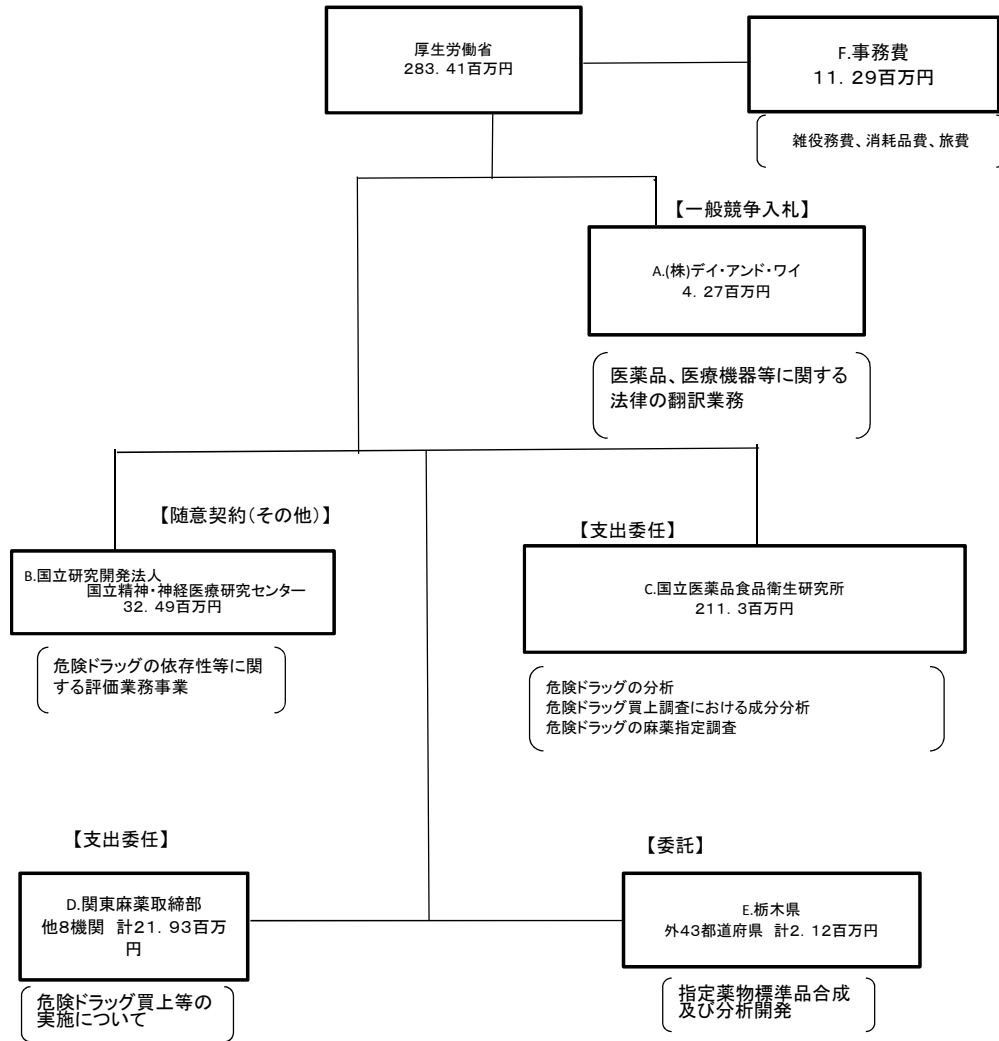 厚生労働省
283．41百万円
F.事務費
11．29百万円
雑役務費、消耗品費、旅費
【一般競争入札】
A.(株)デイ・アンド・ワイ
4．27百万円
医薬品、医療機器等に関する
法律の翻訳業務
【随意契約（その他）】
B.国立研究開発法人
国立精神・神経医療研究センター
32．49百万円
危険ドラッグの依存性等に関
する評価業務事業
【支出委任】
C.国立医薬品食品衛生研究所
211．3百万円
危険ドラッグの分析
危険ドラッグ買上調査における成分分析
危険ドラッグの麻薬指定調査
【支出委任】
D.関東麻薬取締部
他8機関 計21．93百万
円
危険ドラッグ買上等の
実施について
【委託】
E.栃木県
外43都道府県 計2．12百万円
指定薬物標準品合成
及び分析開発